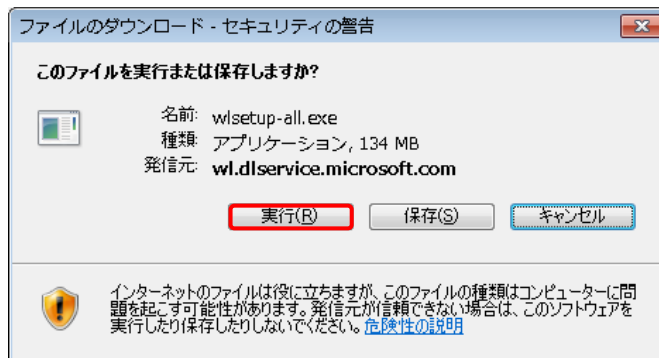 ファイルのダウンロード - セキュリティの警告
このファイルを実行または保存しますか?
名前: wlsetup-all.exe
種類: アプリケーション, 134 MB
発信元: wl.dlservice.microsoft.com
実行(R) 保存(S) キャンセル
インターネットのファイルは役に立ちますが、このファイルの種類はコンピューターに問
題を起こす可能性があります。発信元が信頼できない場合は、このソフトウェアを
実行したり保存したりしないでください。危険性の説明